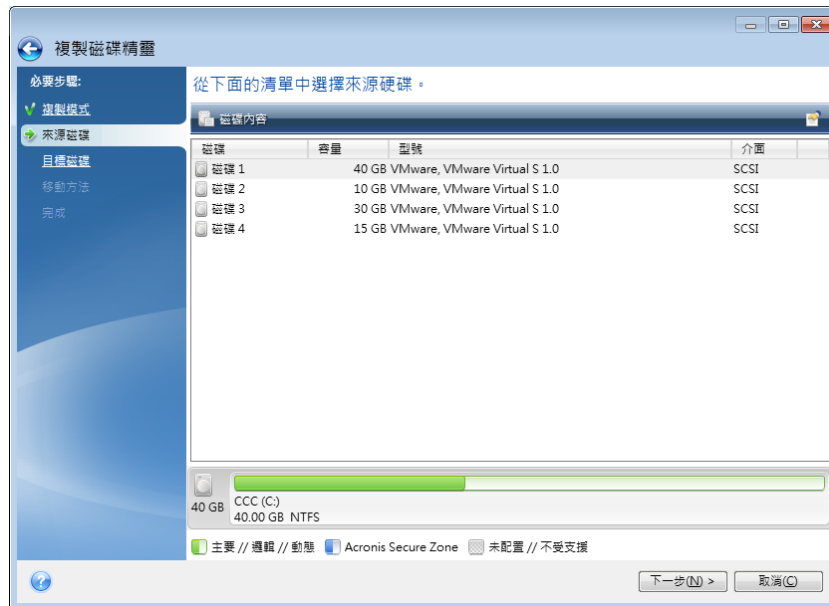 複製磁碟精靈
必要步驟:
複製模式
來源磁碟
目標磁碟
移動方法
完成
從下面的清單中選擇來源硬碟。
磁碟內容
磁碟 容量 型號 介面
磁碟 1 40 GB VMware, VMware Virtual S 1.0 SCSI
磁碟 2 10 GB VMware, VMware Virtual S 1.0 SCSI
磁碟 3 30 GB VMware, VMware Virtual S 1.0 SCSI
磁碟 4 15 GB VMware, VMware Virtual S 1.0 SCSI
40 GB
CCC (C:)
40.00 GB NTFS
主要 // 邏輯 // 動態 Acronis Secure Zone 未配置 // 不受支援
下一步(N) > 取消(C)